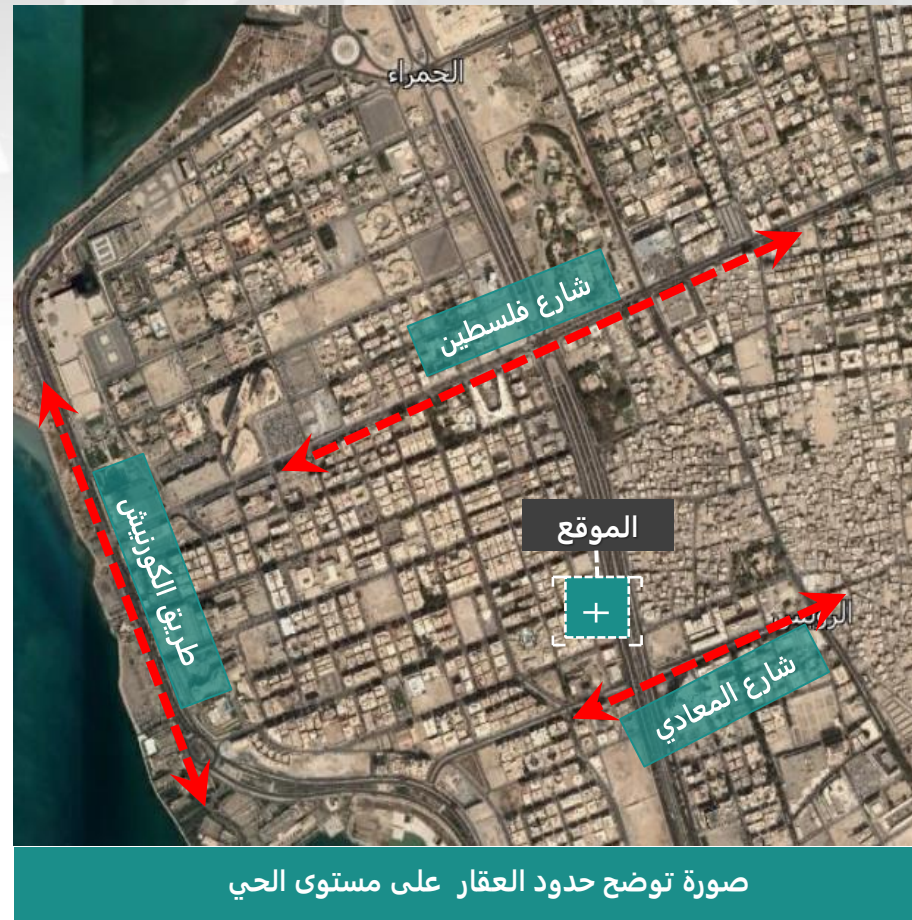 الحمراء
شارع فلسطين
الموقع
طريق الكورنيش
شارع المعادي
صورة توضح حدود العقار على مستوى الحي